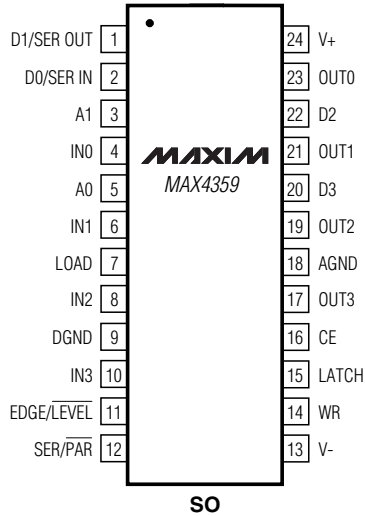 D1/SER OUT 1 24 V+
D0/SER IN 2 23 OUT0
A1 3 22 D2
IN0 4 21 OUT1
MAXIM
A0 5 20 D3
MAX4359
IN1 6 19 OUT2
LOAD 7 18 AGND
IN2 8 17 OUT3
DGND 9 16 CE
IN3 10 15 LATCH
EDGE/LEVEL 11 14 WR
SER/PAR 12 13 V-
SO